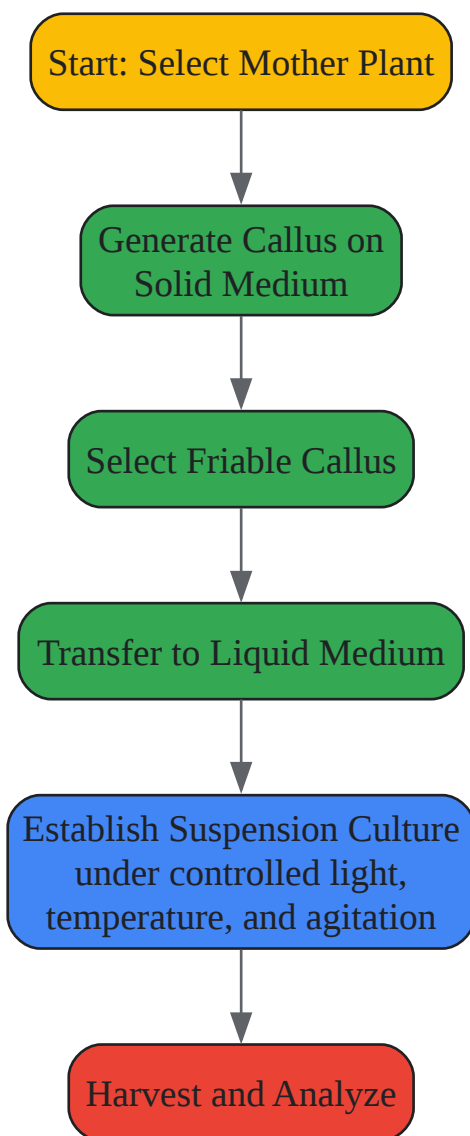 Start: Select Mother Plant
Generate Callus on
Solid Medium
Select Friable Callus
Transfer to Liquid Medium
Establish Suspension Culture
under controlled light,
temperature, and agitation
Harvest and Analyze